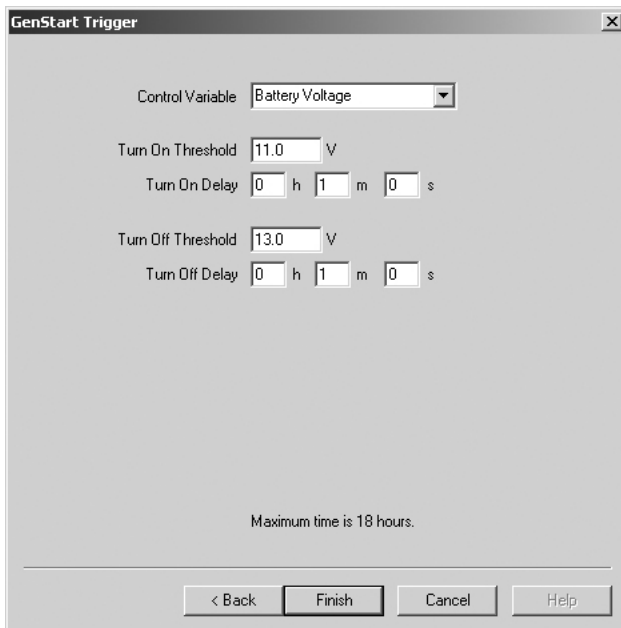 GenStart Trigger
Control Variable Battery Voltage
Turn On Threshold 11.0 V
Turn On Delay 0 h 1 m 0 s
Turn Off Threshold 13.0 V
Turn Off Delay 0 h 1 m 0 s
Maximum time is 18 hours.
< Back Finish Cancel Help